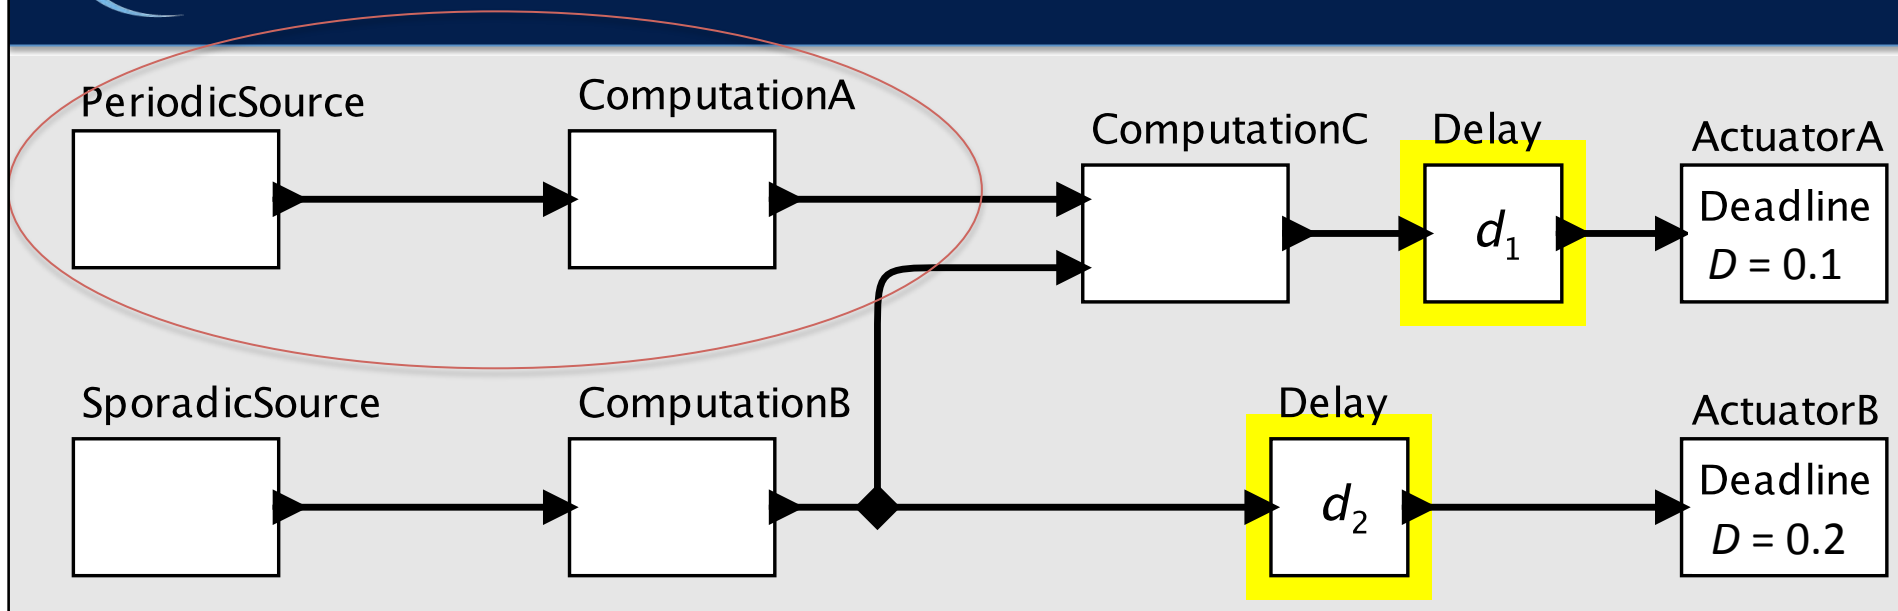 PeriodicSource
ComputationA
ComputationC
Delay
d1
ActuatorA
Deadline
D = 0.1
SporadicSource
ComputationB
Delay
d2
ActuatorB
Deadline
D = 0.2